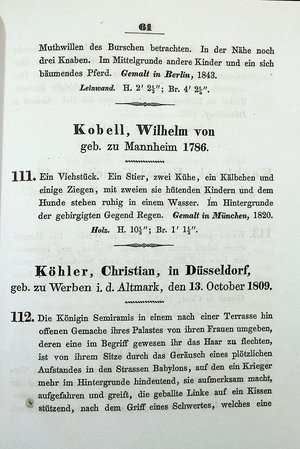 61
Muthwillen des Burschen betrachten. In der Nähe noch
drei Knaben. Im Mittelgrunde andere Kinder und ein sich
bäumendes Pferd. Gemalt in Berlin, 1843.
Leinwand. H. 2' 2½"; Br. 4' 2½".
Kobell, Wilhelm von
geb. zu Mannheim 1786.
111. Ein Viehstück. Ein Stier, zwei Kühe, ein Kälbchen und
einige Ziegen, mit zweien sie hütenden Kindern und dem
Hunde stehen ruhig in einem Wasser. Im Hintergrunde
der gebirgigten Gegend Regen. Gemalt in München, 1820.
Holz. H. 10½"; Br. 1' 1½".
Köhler, Christian, in Düsseldorf,
geb. zu Werben i. d. Altmark, den 13. October 1809.
112. Die Königin Semiramis in einem nach einer Terrasse hin
offenen Gemache ihres Palastes von ihren Frauen umgeben,
deren eine im Begriff gewesen ihr das Haar zu flechten,
ist von ihrem Sitze durch das Geräusch eines plötzlichen
Aufstandes in den Strassen Babylons, auf den ein Krieger
mehr im Hintergrunde hindeutend, sie aufmerksam macht,
aufgefahren und greift, die geballte Linke auf ein Kissen
stützend, nach dem Griff des Schwertes, welches eine